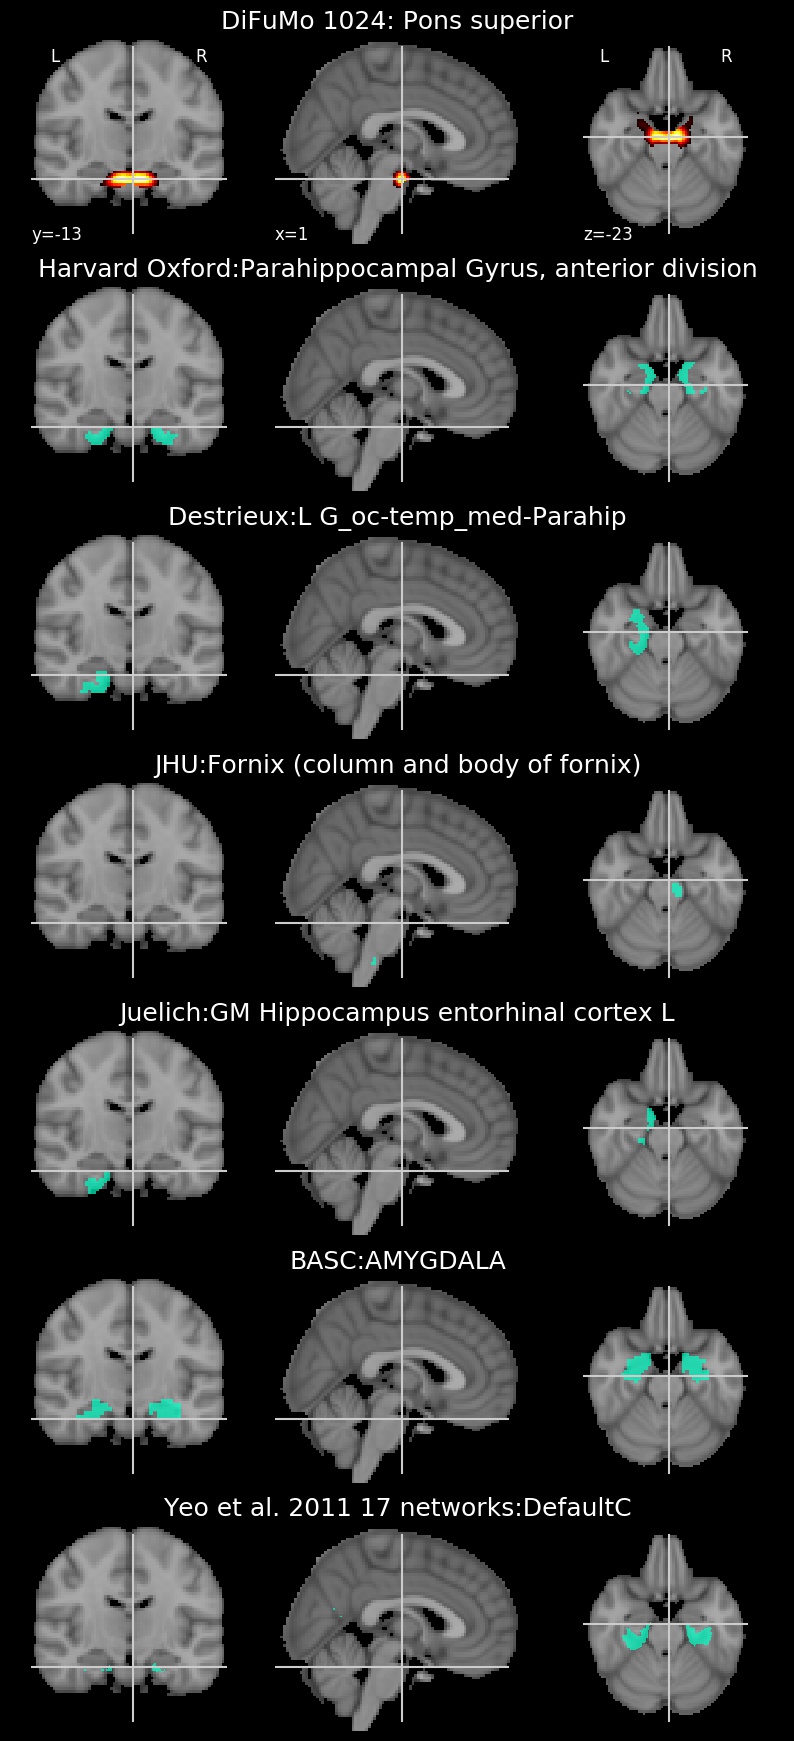 DiFuMo 1024: Pons superior
L R L R
y=-13 x=1 z=-23
Harvard Oxford:Parahippocampal Gyrus, anterior division
Destrieux:L G_oc-temp_med-Parahip
JHU:Fornix (column and body of fornix)
Juelich:GM Hippocampus entorhinal cortex L
BASC:AMYGDALA
Yeo et al. 2011 17 networks:DefaultC